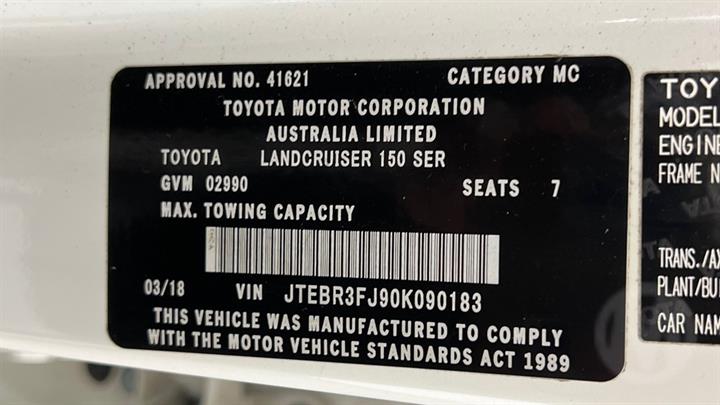 APPROVAL NO. 41621 CATEGORY MC
TOYOTA MOTOR CORPORATION
AUSTRALIA LIMITED
TOYOTA LANDCRUISER 150 SER
GVM 02990 SEATS 7
MAX. TOWING CAPACITY
03/18 VIN JTEBR3FJ90K090183
THIS VEHICLE WAS MANUFACTURED TO COMPLY
WITH THE MOTOR VEHICLE STANDARDS ACT 1989
TOY
MODEL
ENGINE
FRAME N
TRANS./AX
PLANT/BU
CAR NAM